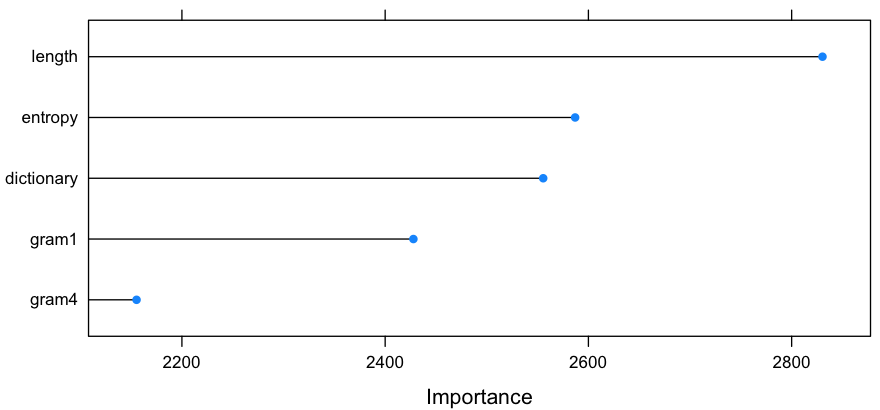 length
entropy
dictionary
gram1
gram4
2200 2400 2600 2800
Importance